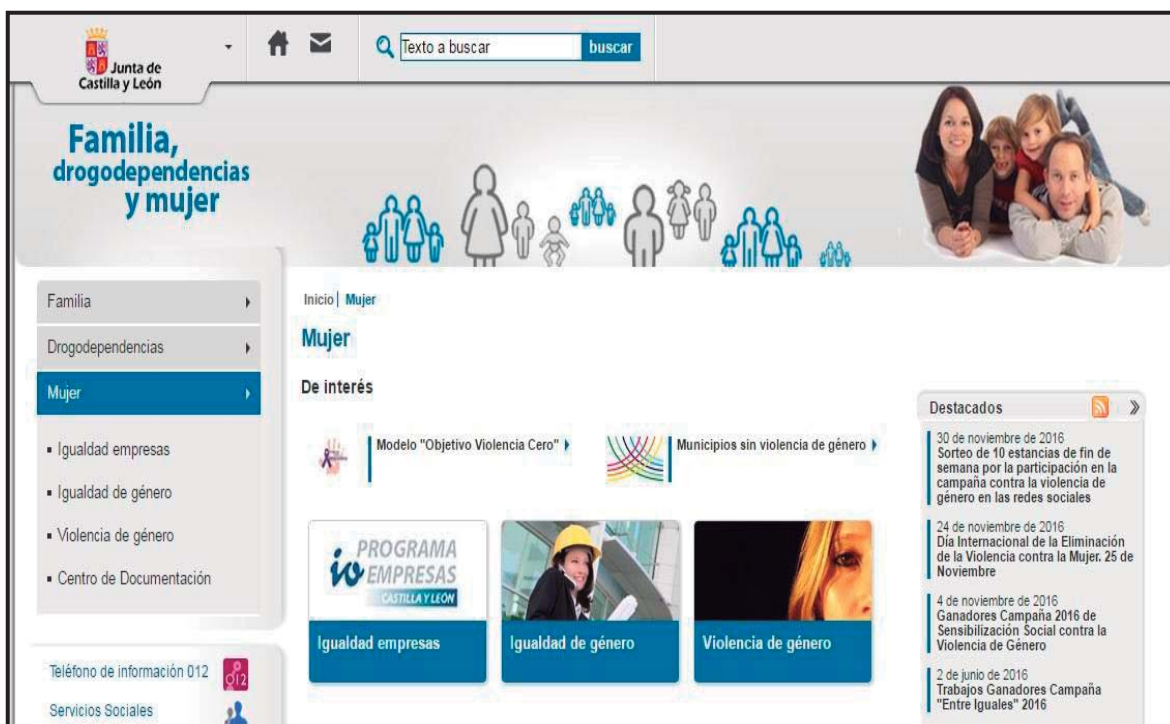 Junta de
Castilla y León
Texto a buscar
buscar
Familia,
drogodependencias
y mujer
Familia
Drogodependencias
Mujer
Igualdad empresas
Igualdad de género
Violencia de género
Centro de Documentación
Teléfono de información 012
012
Servicios Sociales
Inicio| Mujer
Mujer
De interés
Modelo "Objetivo Violencia Cero"
Municipios sin violencia de género
io PROGRAMA
EMPRESAS
CASTILLA Y LEÓN
Igualdad empresas
Igualdad de género
Violencia de género
Destacados
30 de noviembre de 2016
Sorteo de 10 estancias de fin de
semana por la participación en la
campaña contra la violencia de
género en las redes sociales
24 de noviembre de 2016
Día Internacional de la Eliminación
de la Violencia contra la Mujer. 25 de
Noviembre
4 de noviembre de 2016
Ganadores Campaña 2016 de
Sensibilización Social contra la
Violencia de Género
2 de junio de 2016
Trabajos Ganadores Campaña
"Entre Iguales" 2016